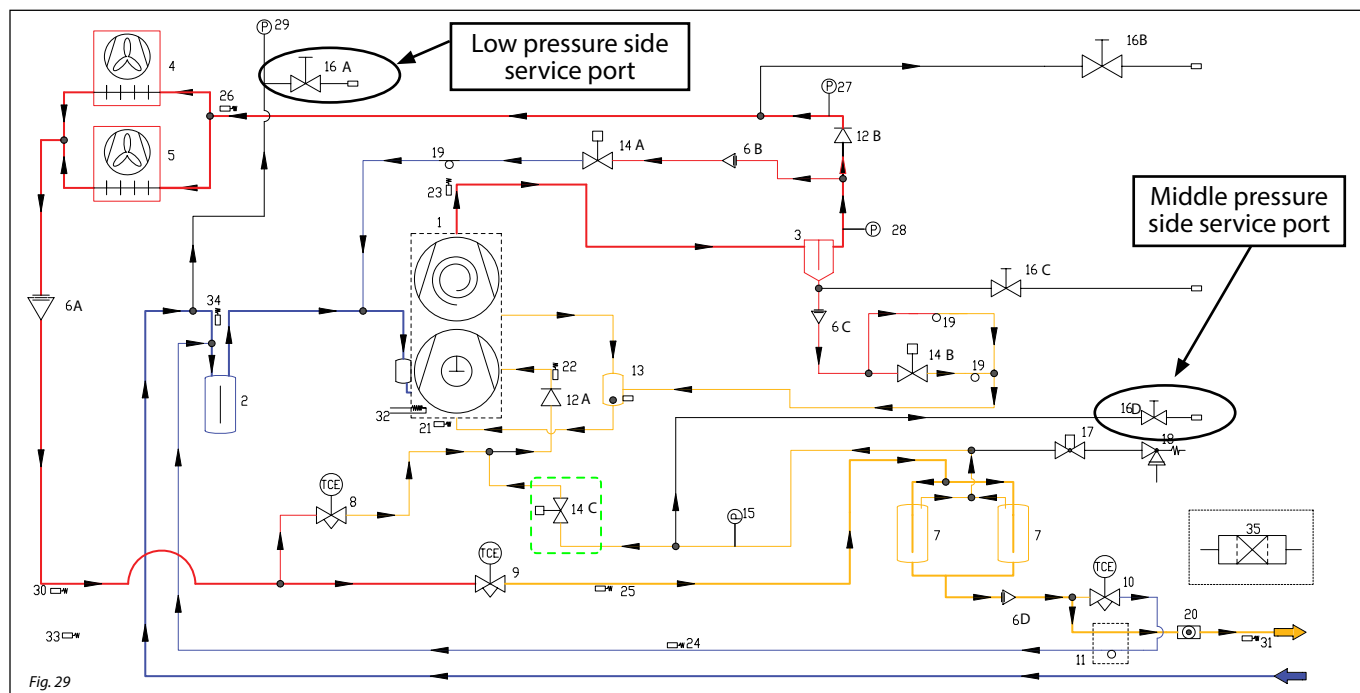 P 29
Low pressure side
service port
16 A
16B
4
26
P 27
12 B
5
19
14 A
6 B
23
Middle pressure
side service port
1
3
P 28
16 C
6A
34
6 C
19
14 B
19
2
22
13
12A
32
21
16D
17
18
TCE
8
14 C
P 15
7
7
35
TCE
9
TCE
10
30
25
6D
20
33
24
11
31
Fig. 29